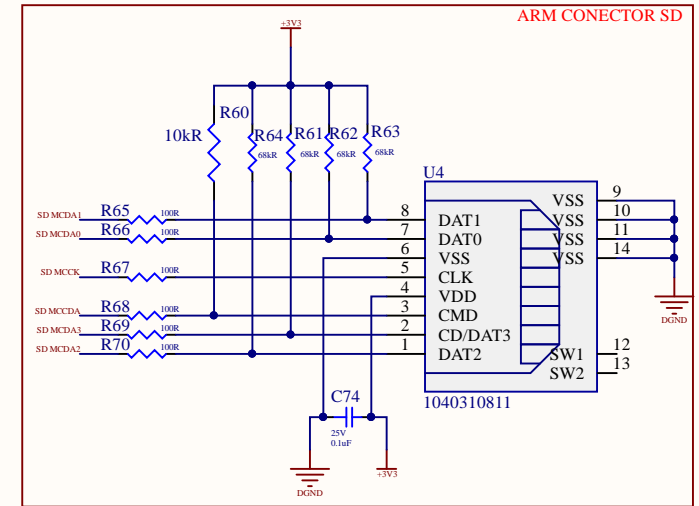 ARM CONECTOR SD
+3V3
R60
10kR
R64
68kR
R61
68kR
R62
68kR
R63
68kR
U4
SD MCDA1
R65
100R
8
DAT1
SD MCDA0
R66
100R
7
DAT0
6
VSS
SD MCCK
R67
100R
5
CLK
4
VDD
SD MCCDA
R68
100R
3
CMD
SD MCDA3
R69
100R
2
CD/DAT3
SD MCDA2
R70
100R
1
DAT2
VSS
9
VSS
10
VSS
11
VSS
14
SW1
12
SW2
13
DGND
1040310811
C74
25V
0.1uF
DGND
+3V3